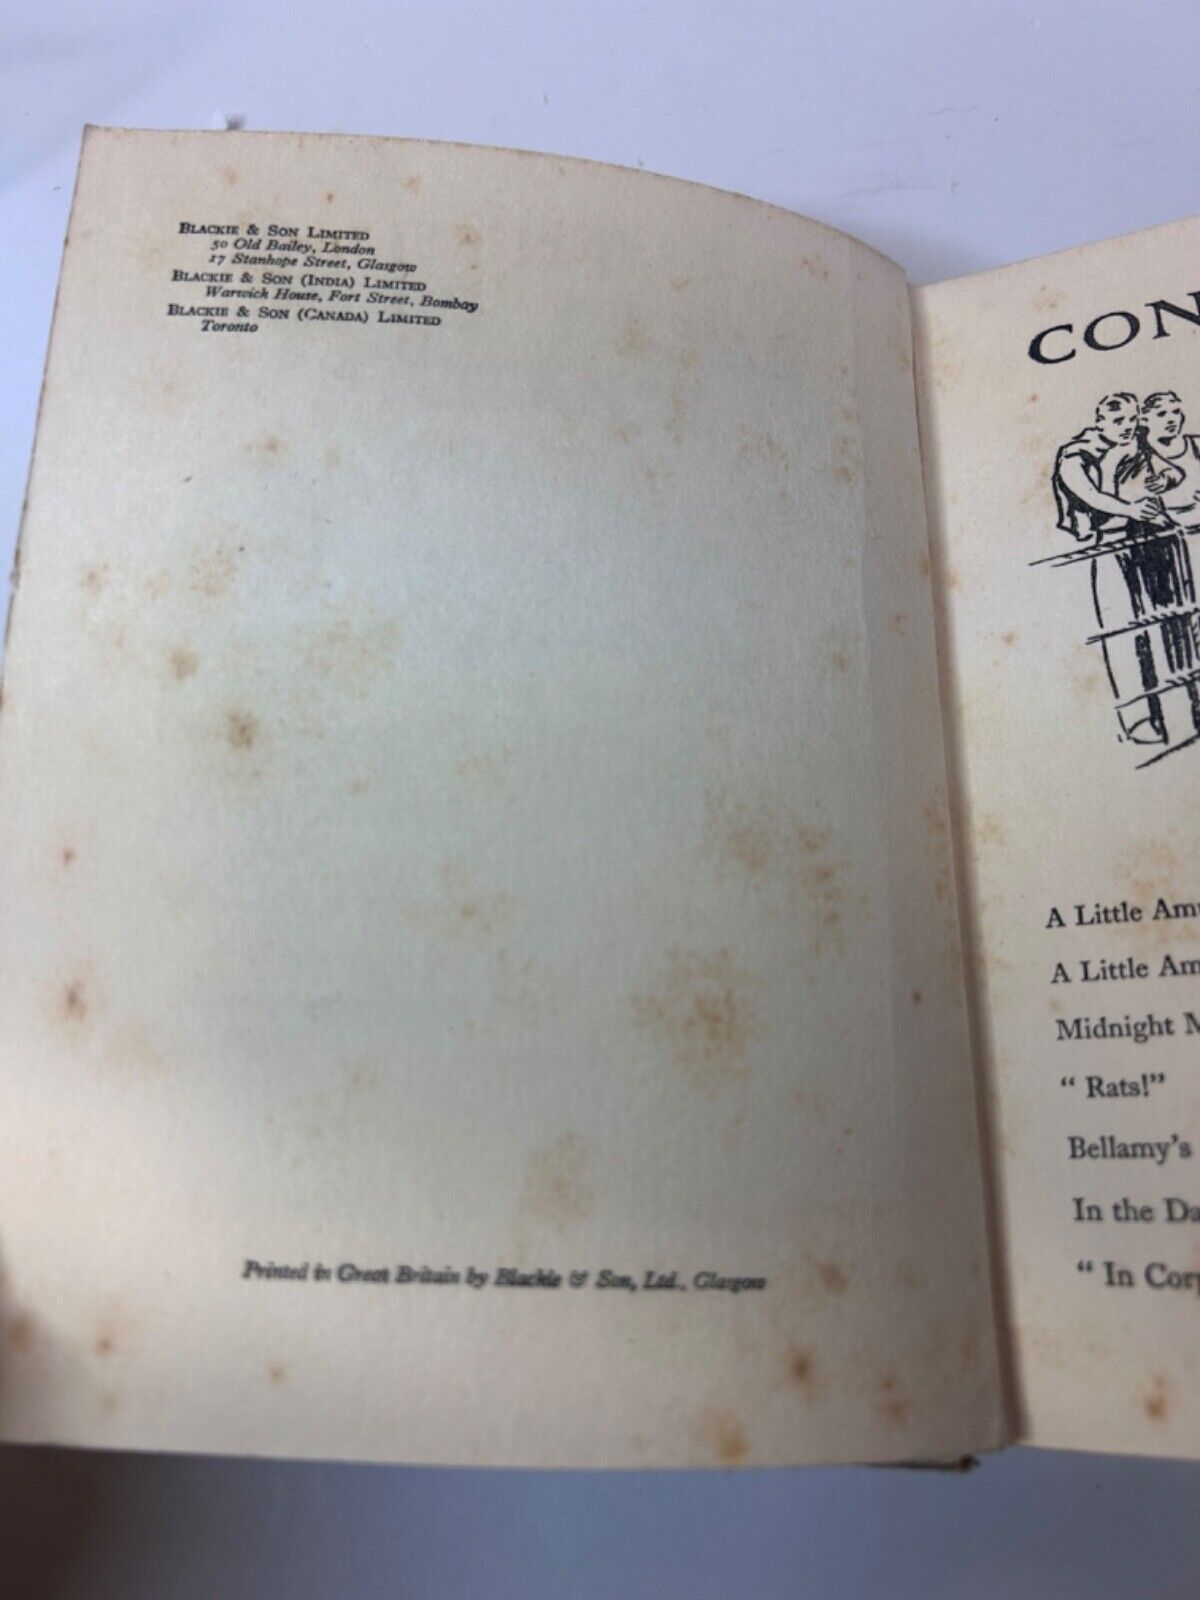 BLACKIE & SON LIMITED
50 Old Bailey, London
17 Stanhope Street, Glasgow
BLACKIE & SON (INDIA) LIMITED
Warwick House, Fort Street, Bombay
BLACKIE & SON (CANADA) LIMITED
Toronto
Printed in Great Britain by Blackie & Son, Ltd., Glasgow
CON
A Little Amu
A Little Am
Midnight M
“ Rats!”
Bellamy’s
In the Da
“ In Corp